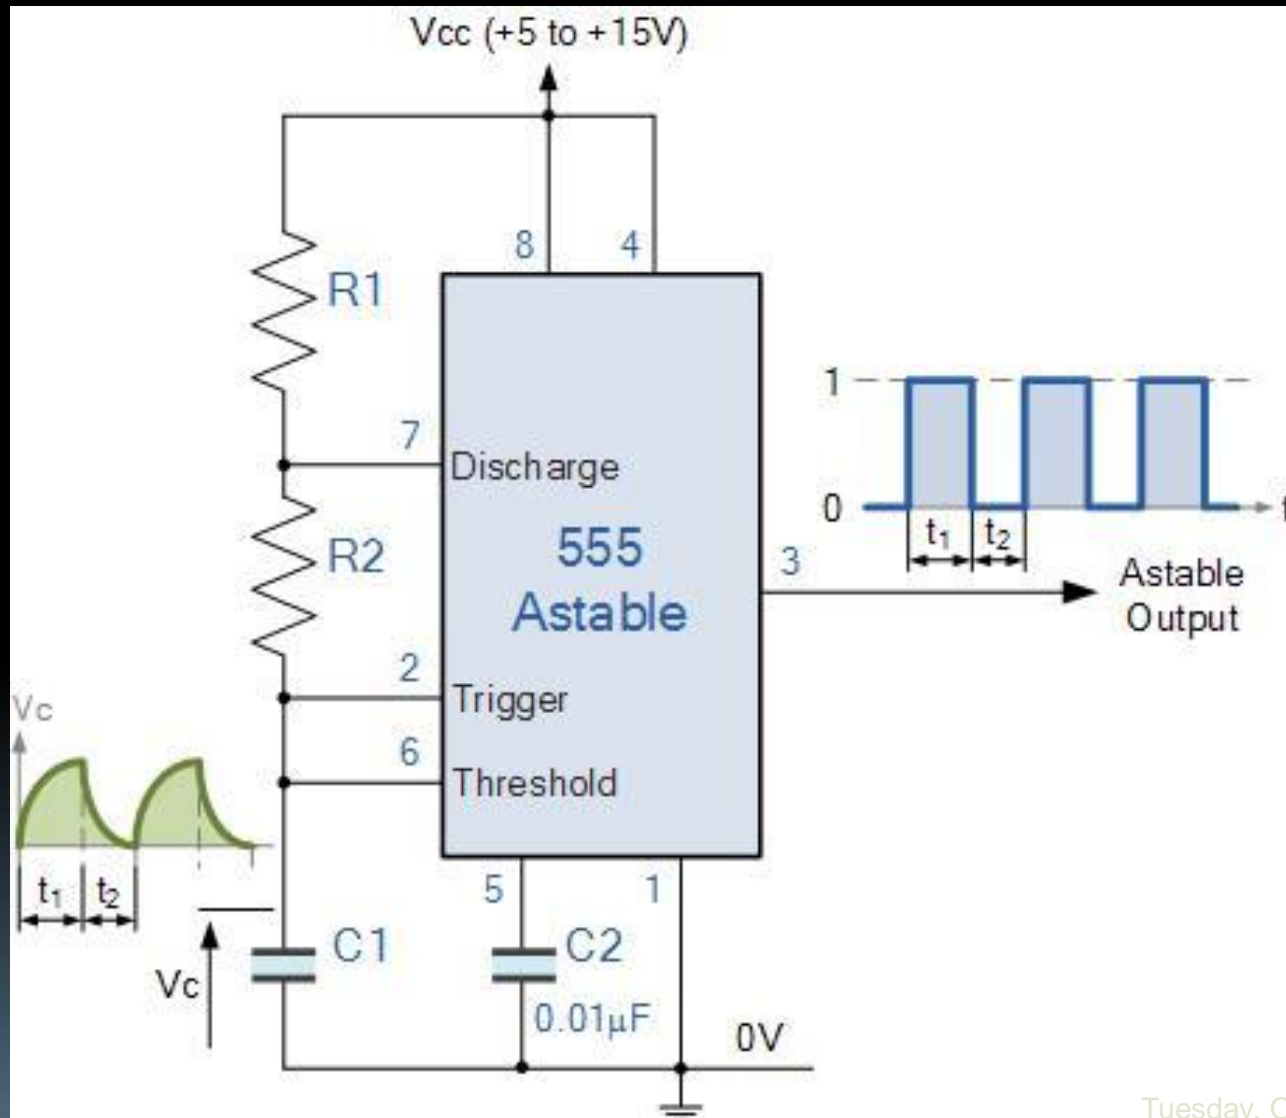 Vcc (+5 to +15V)
8
4
R1
7
Discharge
R2
555
Astable
3
1
0
t₁
t₂
t
Astable
Output
2
Trigger
6
Threshold
Vc
t₁
t₂
Vc
C1
5
1
C2
0.01µF
0V
Tuesday,